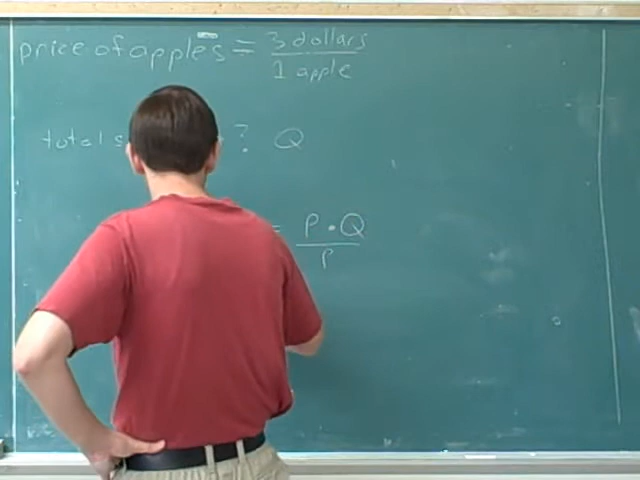 price of apples = 3 dollars
1 apple
total ? Q
= P · Q
P